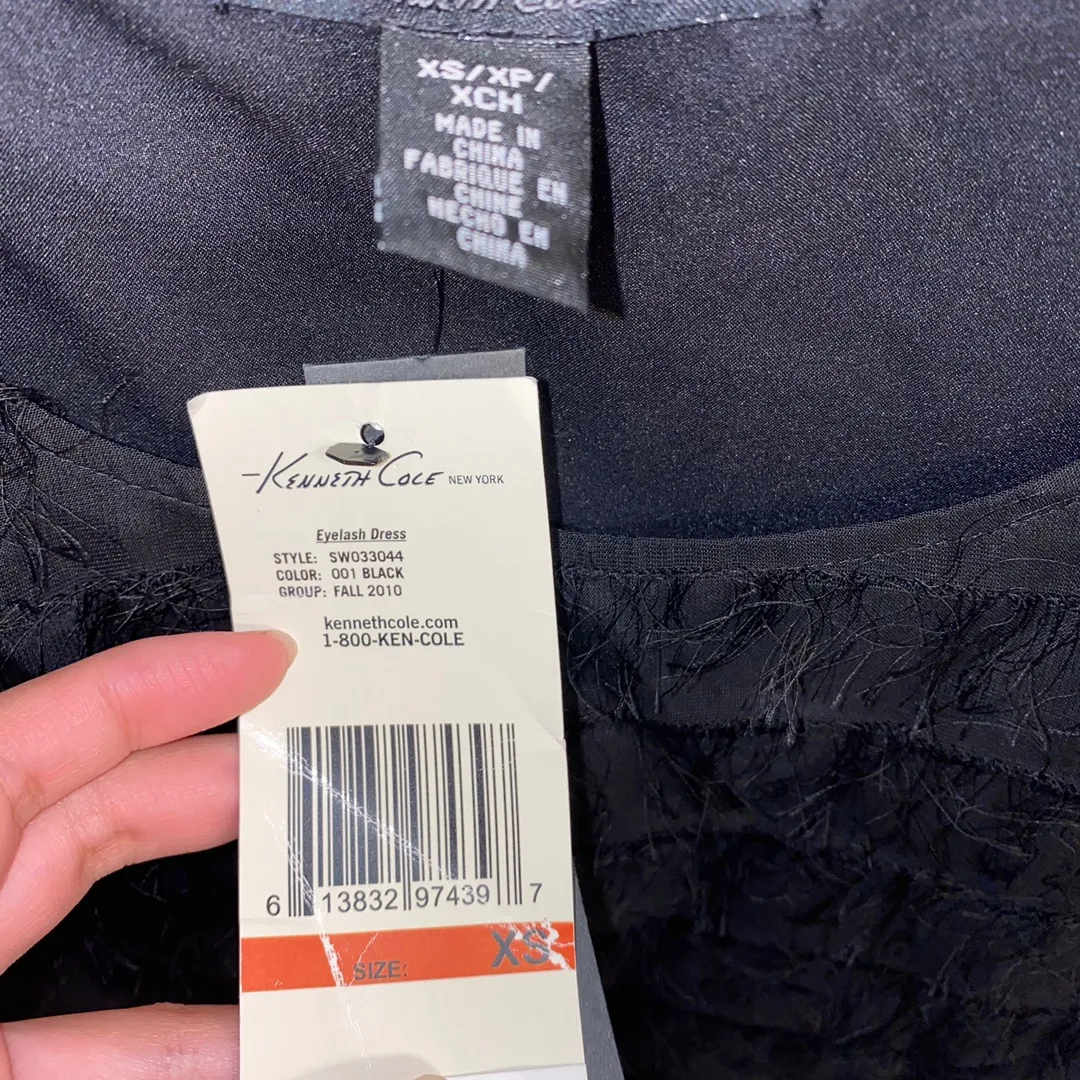 Kenneth Cole
XS/XP/
XCH
MADE IN
CHINA
FABRIQUE EN
CHINE
HECHO EN
CHINA
KENNETH COLE NEW YORK
Eyelash Dress
STYLE: SW033044
COLOR: 001 BLACK
GROUP: FALL 2010
kennethcole.com
1-800-KEN-COLE
6 13832 97439 7
SIZE: XS